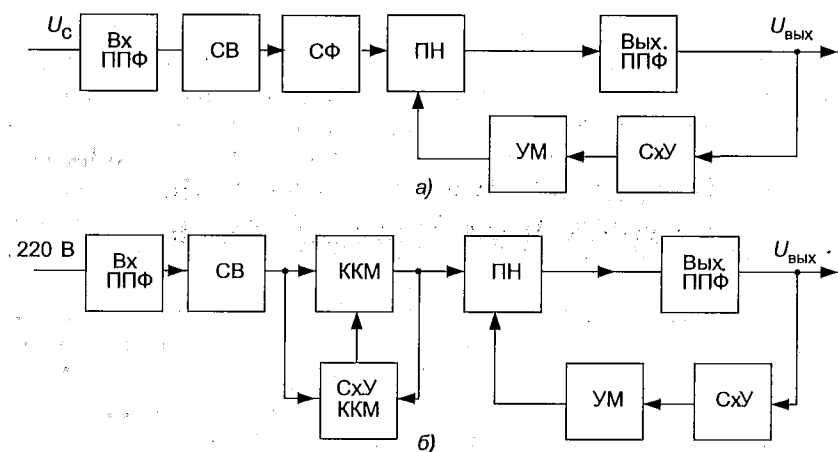 U_С
Вх
ППФ
СВ
СФ
ПН
Вых.
ППФ
U_вых
УМ
СхУ
а)
220 В
Вх
ППФ
СВ
ККМ
ПН
Вых.
ППФ
U_вых
СхУ
ККМ
УМ
СхУ
б)